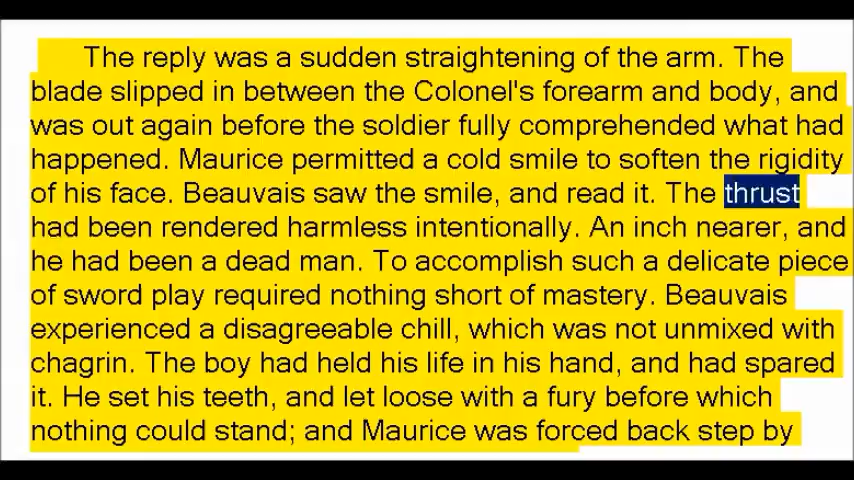 The reply was a sudden straightening of the arm. The
blade slipped in between the Colonel's forearm and body, and
was out again before the soldier fully comprehended what had
happened. Maurice permitted a cold smile to soften the rigidity
of his face. Beauvais saw the smile, and read it. The thrust
had been rendered harmless intentionally. An inch nearer, and
he had been a dead man. To accomplish such a delicate piece
of sword play required nothing short of mastery. Beauvais
experienced a disagreeable chill, which was not unmixed with
chagrin. The boy had held his life in his hand, and had spared
it. He set his teeth, and let loose with a fury before which
nothing could stand; and Maurice was forced back step by